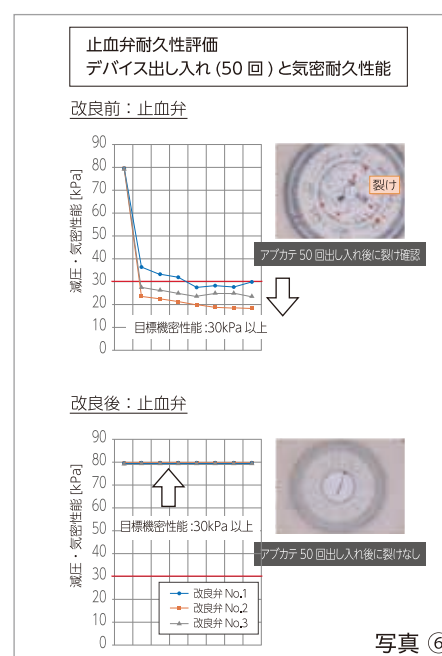 止血弁耐久性評価
デバイス出し入れ (50 回 ) と気密耐久性能
改良前:止血弁
減圧・気密性能 [kPa]
90
80
70
60
50
40
30
20
10
0
目標機密性能 :30kPa 以上
裂け
アブカテ 50 回出し入れ後に裂け確認
改良後:止血弁
減圧・気密性能 [kPa]
90
80
70
60
50
40
30
20
10
0
目標機密性能 :30kPa 以上
改良弁 No.1
改良弁 No.2
改良弁 No.3
アブカテ 50 回出し入れ後に裂けなし
写真 ⑥